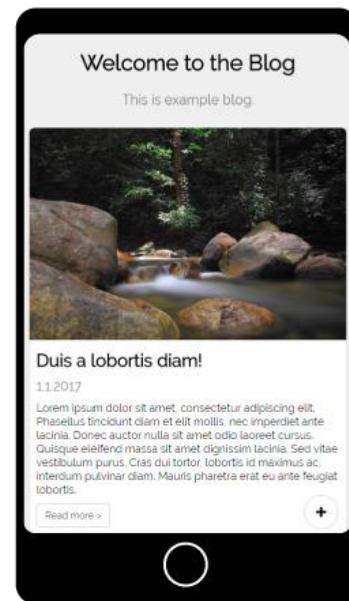 Welcome to the Blog
This is example blog.
Duis a lobortis diam!
1.1.2017
Lorem ipsum dolor sit amet, consectetur adipiscing elit.
Phasellus tincidunt diam et elit mollis, nec imperdiet ante
lacinia. Donec auctor nulla sit amet odio laoreet cursus.
Quisque eleifend massa sit amet dignissim lacinia. Sed vitae
vestibulum purus. Cras dui tortor, lobortis id maximus ac,
interdum pulvinar diam. Mauris pharetra erat eu ante feugiat
lobortis.
Read more >
+